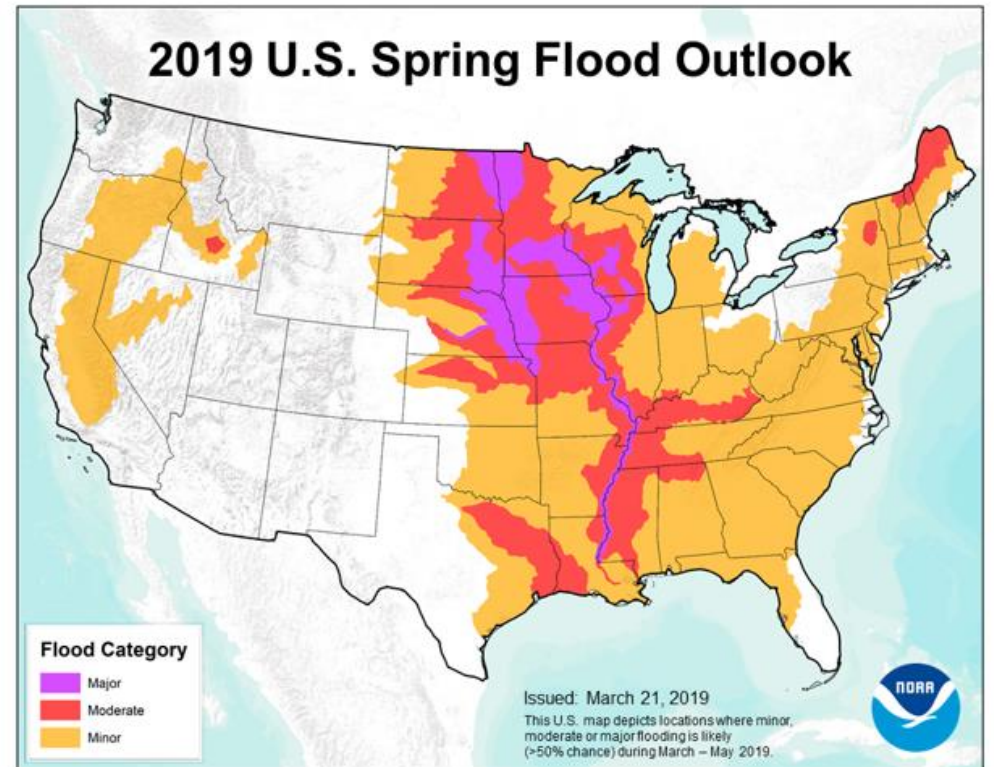 2019 U.S. Spring Flood Outlook
Flood Category
Major
Moderate
Minor
Issued: March 21, 2019
This U.S. map depicts locations where minor,
moderate or major flooding is likely
(>50% chance) during March – May 2019.
NOAA